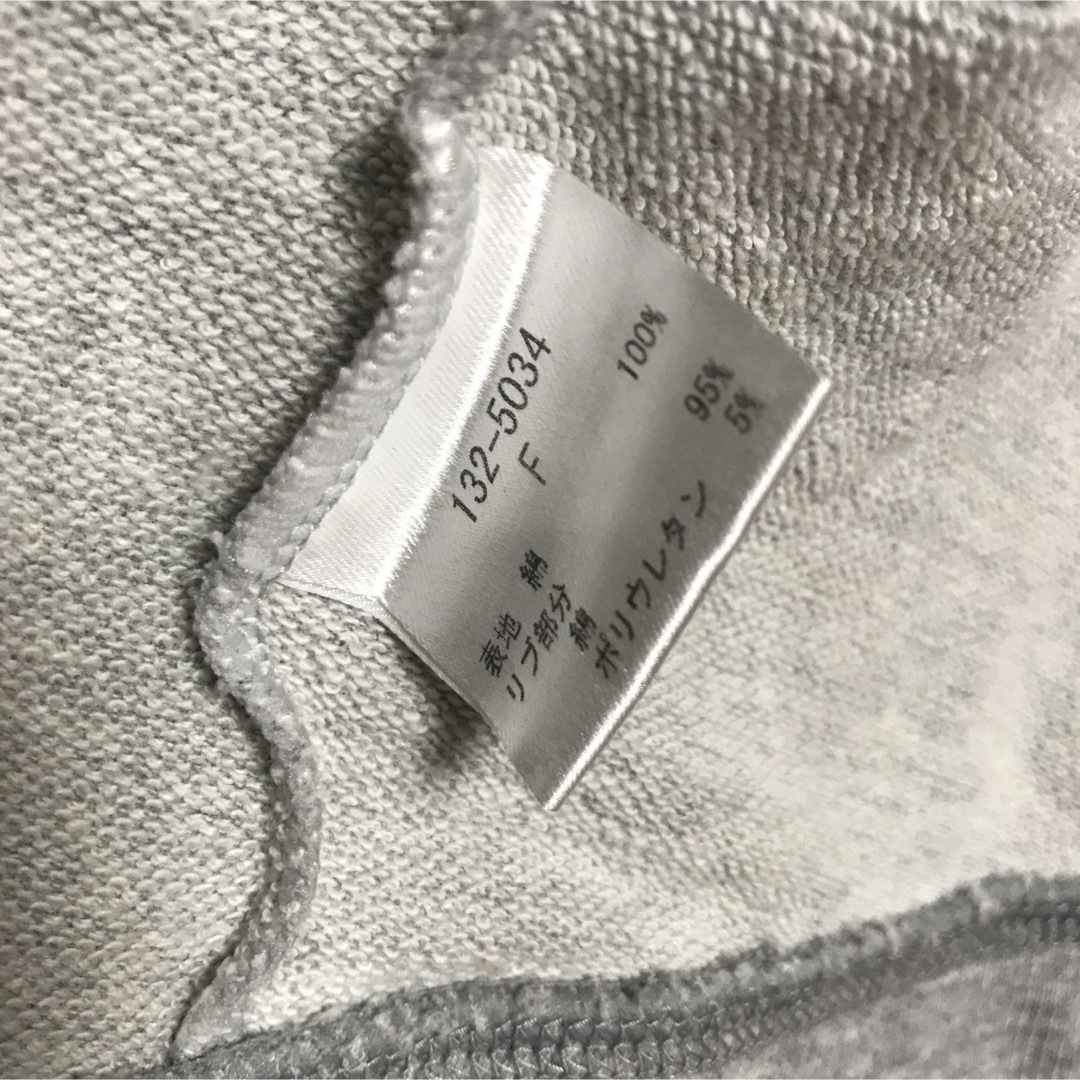 132-5034
F
表地 綿 100%
リブ部分
綿 95%
ポリウレタン 5%